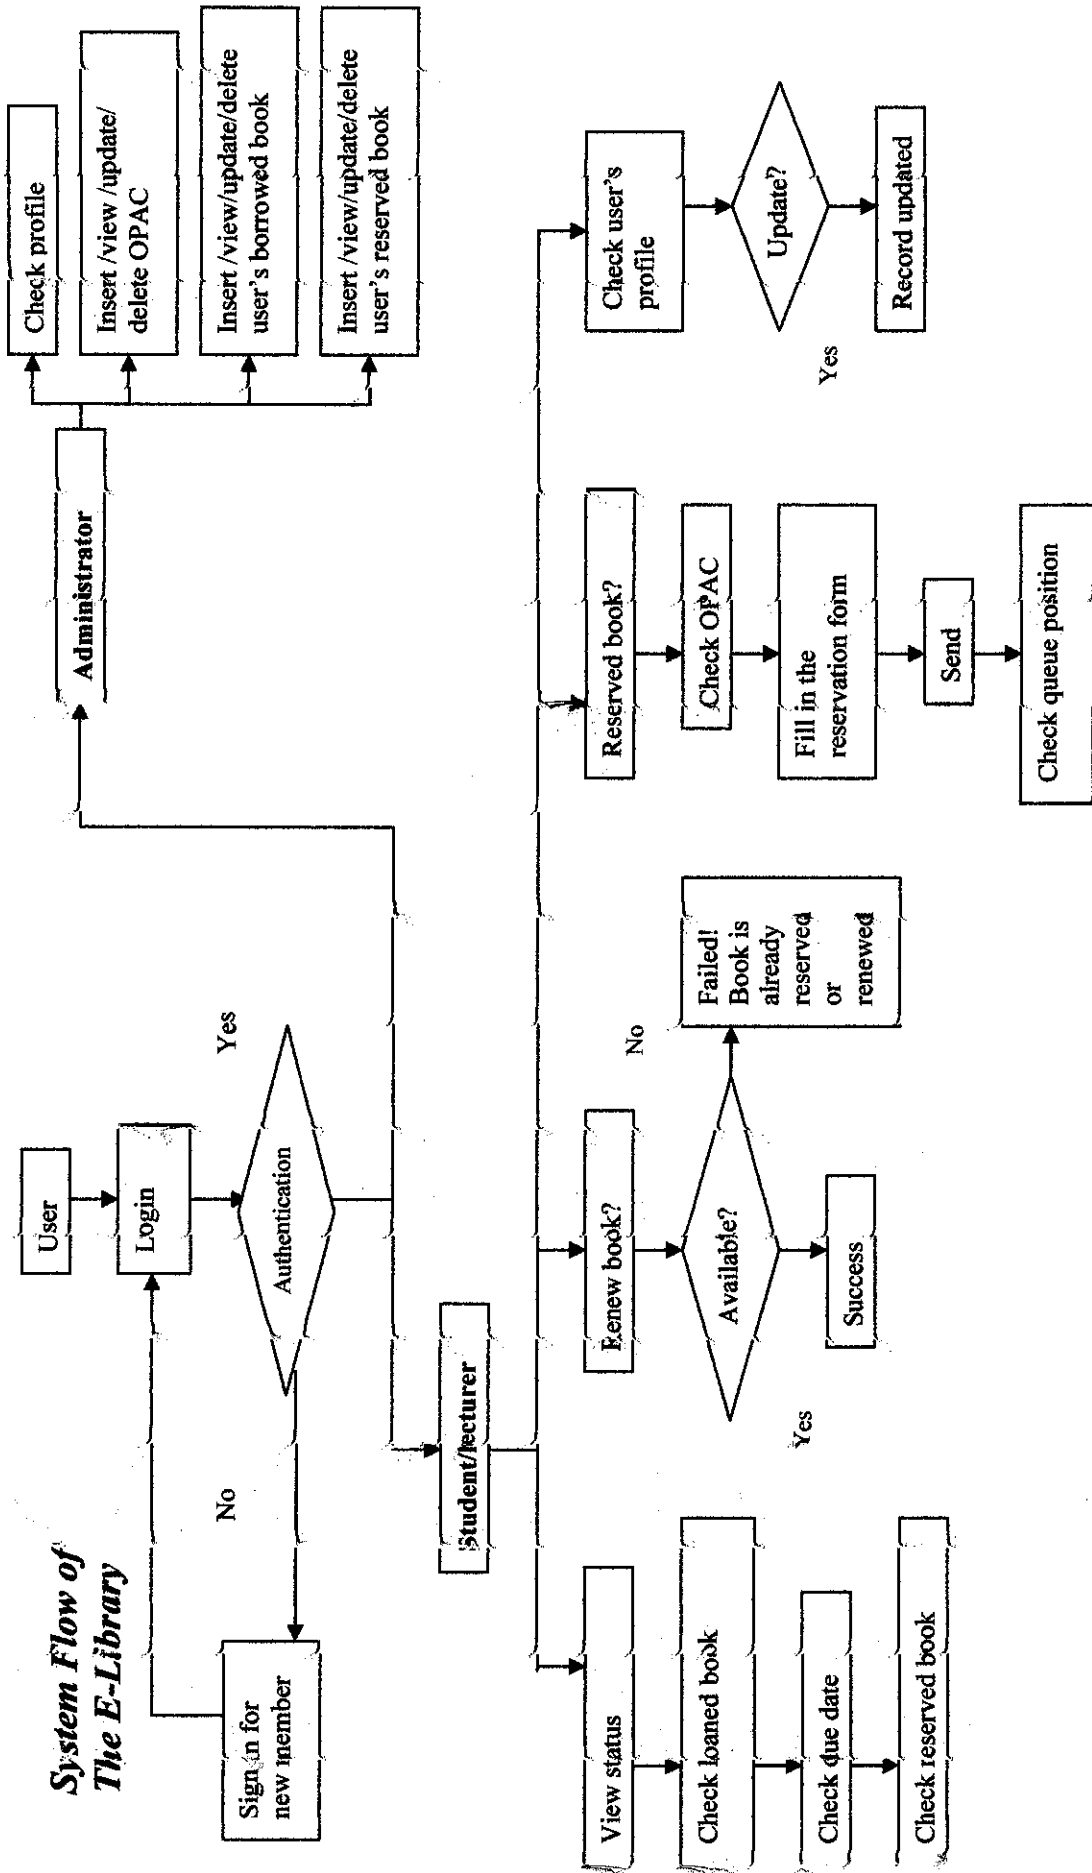 System Flow of
The E-Library
User
Login
Authentication
Yes
No
Sign in for
new member
Administrator
Check profile
Insert /view /update/
delete OPAC
Insert /view/update/delete
user's borrowed book
Insert /view/update/delete
user's reserved book
Student/lecturer
View status
Check loaned book
Check due date
Check reserved book
Renew book?
Available?
No
Failed!
Book is
already
reserved
or
renewed
Yes
Success
Reserved book?
Check OPAC
Fill in the
reservation form
Send
Check queue position
Check user's
profile
Update?
Yes
Record updated